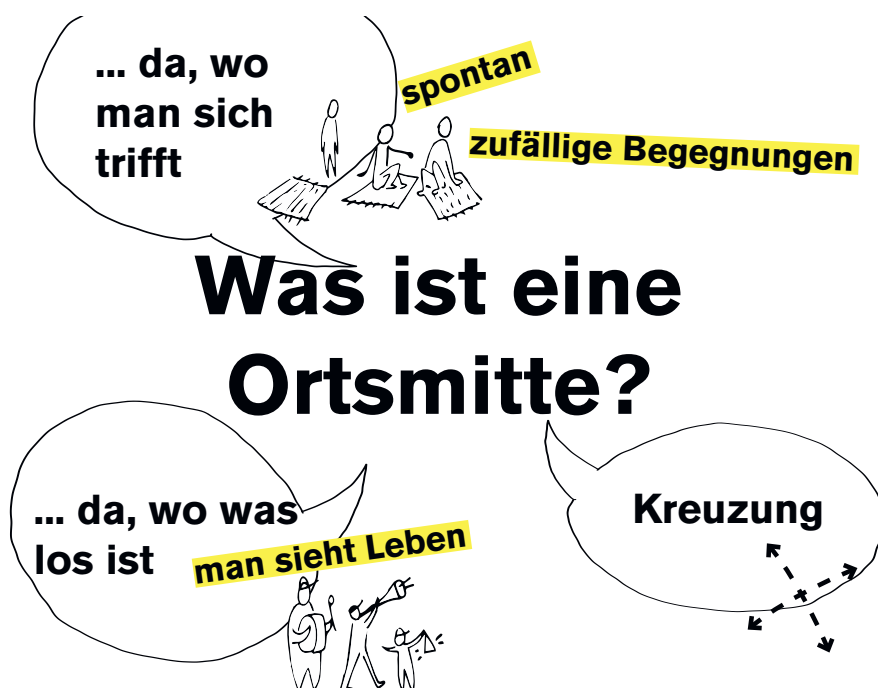 ... da, wo
man sich
trifft
spontan
zufällige Begegnungen
Was ist eine
Ortsmitte?
... da, wo was
los ist
man sieht Leben
Kreuzung